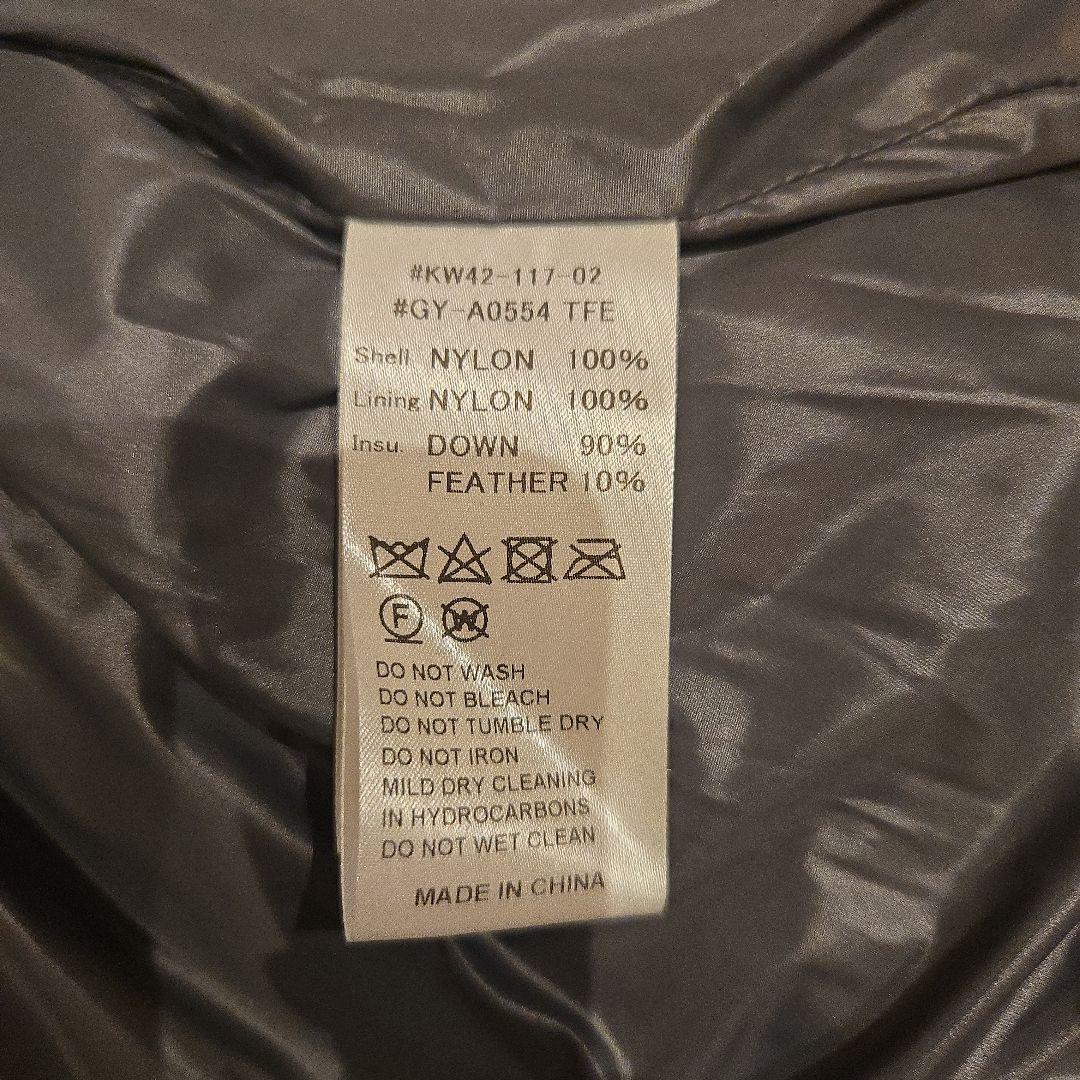 #KW42-117-02
#GY-A0554 TFE
Shell NYLON 100%
Lining NYLON 100%
Insu. DOWN 90%
FEATHER 10%
F W
DO NOT WASH
DO NOT BLEACH
DO NOT TUMBLE DRY
DO NOT IRON
MILD DRY CLEANING
IN HYDROCARBONS
DO NOT WET CLEAN
MADE IN CHINA